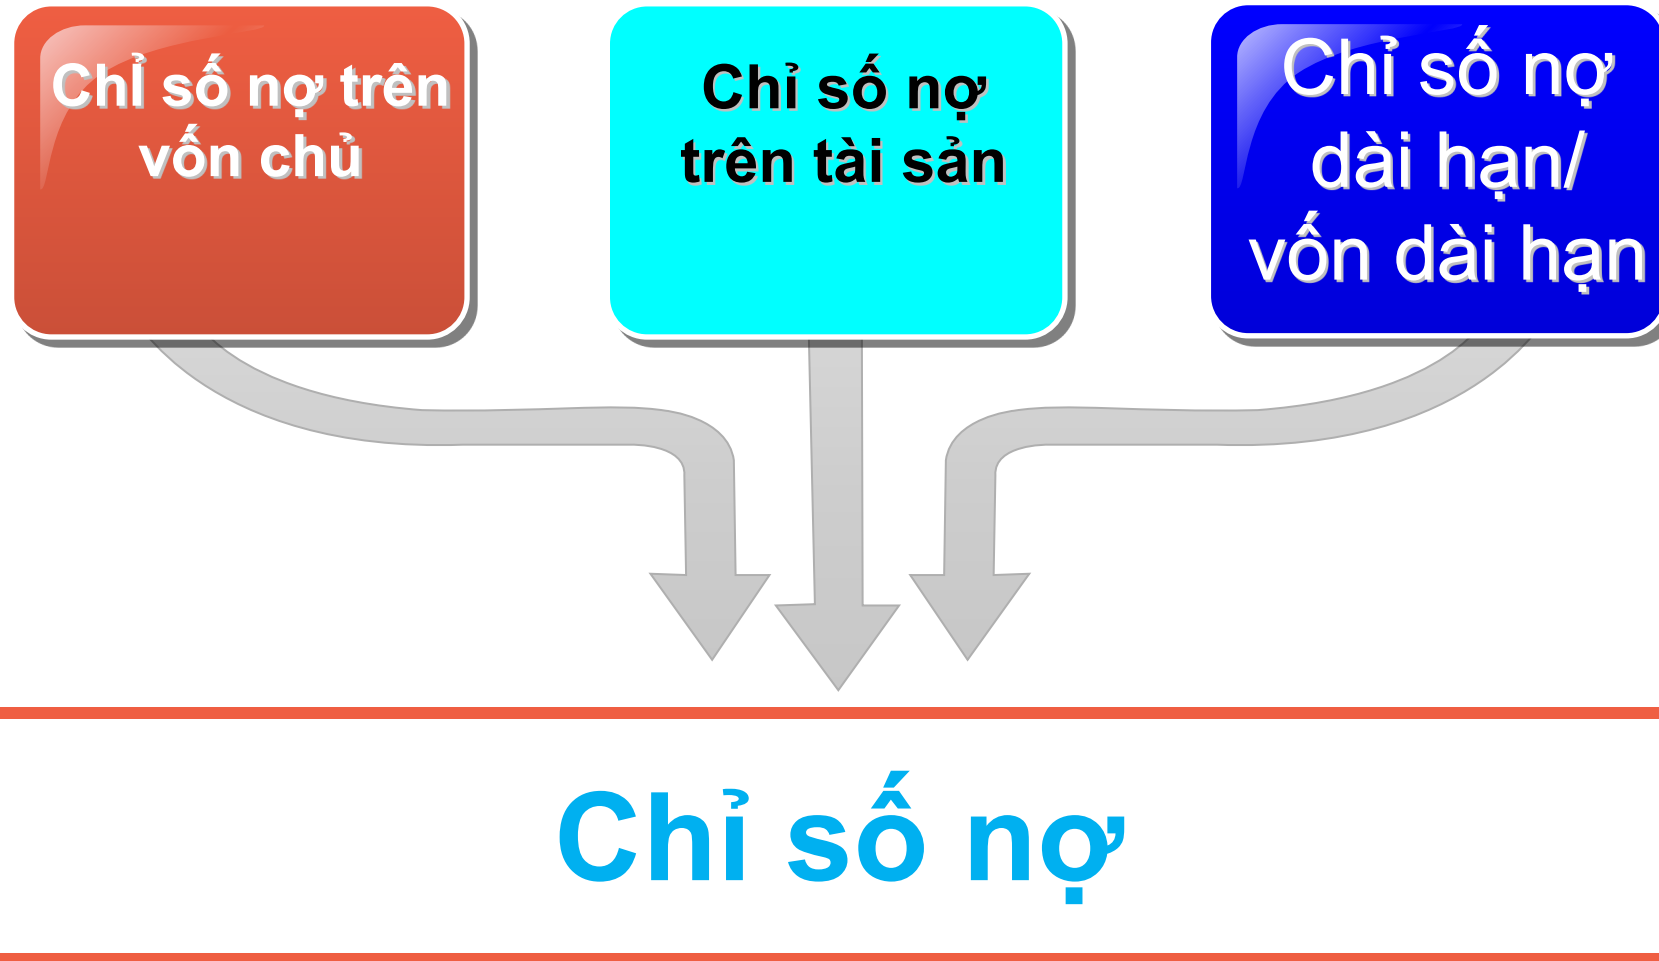 ChỈ số nợ trên
vốn chủ
Chỉ số nợ
trên tài sản
Chỉ số nợ
dài hạn/
vốn dài hạn
Chỉ số nợ